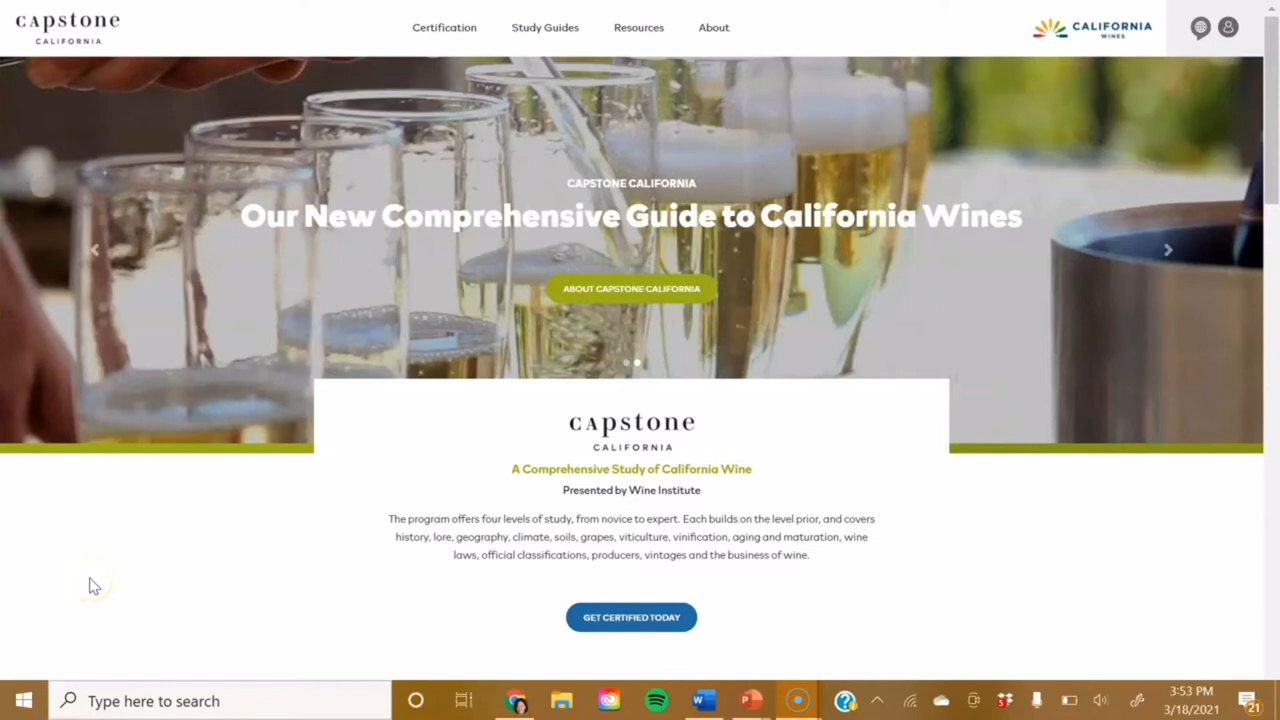 capstone
CALIFORNIA
Certification
Study Guides
Resources
About
CALIFORNIA
WINES
CAPSTONE CALIFORNIA
Our New Comprehensive Guide to California Wines
ABOUT CAPSTONE CALIFORNIA
capstone
CALIFORNIA
A Comprehensive Study of California Wine
Presented by Wine Institute
The program offers four levels of study, from novice to expert. Each builds on the level prior, and covers
history, lore, geography, climate, soils, grapes, viticulture, vinification, aging and maturation, wine
laws, official classifications, producers, vintages and the business of wine.
GET CERTIFIED TODAY
Type here to search
3:53 PM
3/18/2021
21